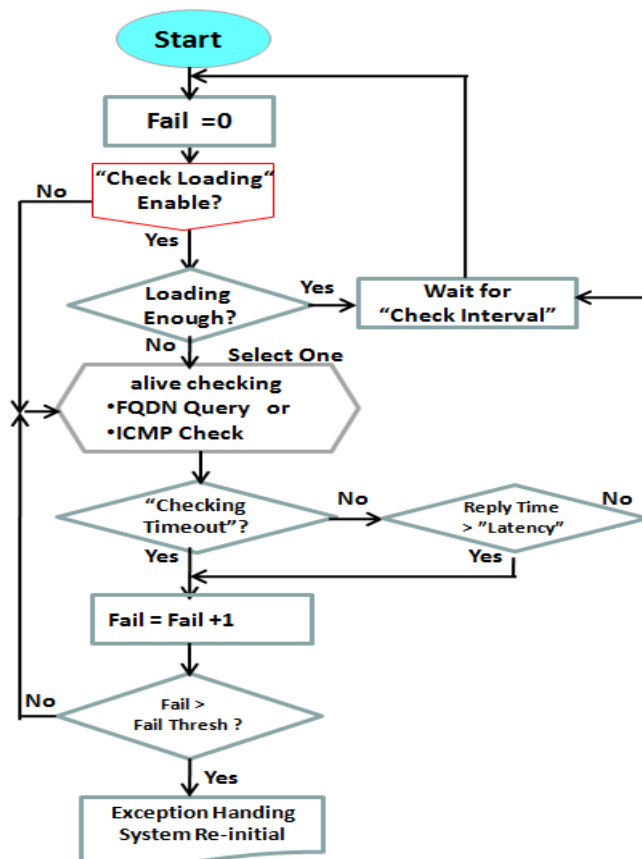 Start
Fail =0
“Check Loading“
Enable?
No
Yes
Loading
Enough?
Yes
Wait for
“Check Interval”
No
Select One
alive checking
•FQDN Query or
•ICMP Check
“Checking
Timeout”?
No
Reply Time
> ”Latency”
No
Yes
Yes
Fail = Fail +1
Fail >
Fail Thresh ?
No
Yes
Exception Handing
System Re-initial